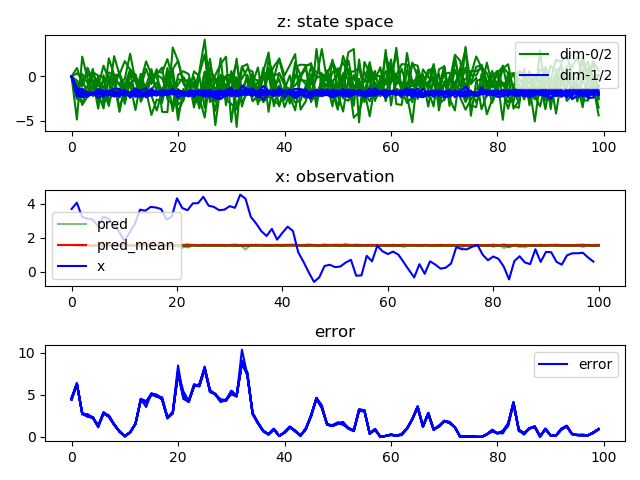 z: state space
0
−5
dim-0/2
dim-1/2
0 20 40 60 80 100
x: observation
4
2
0
pred
pred_mean
x
0 20 40 60 80 100
error
10
5
0
error
0 20 40 60 80 100